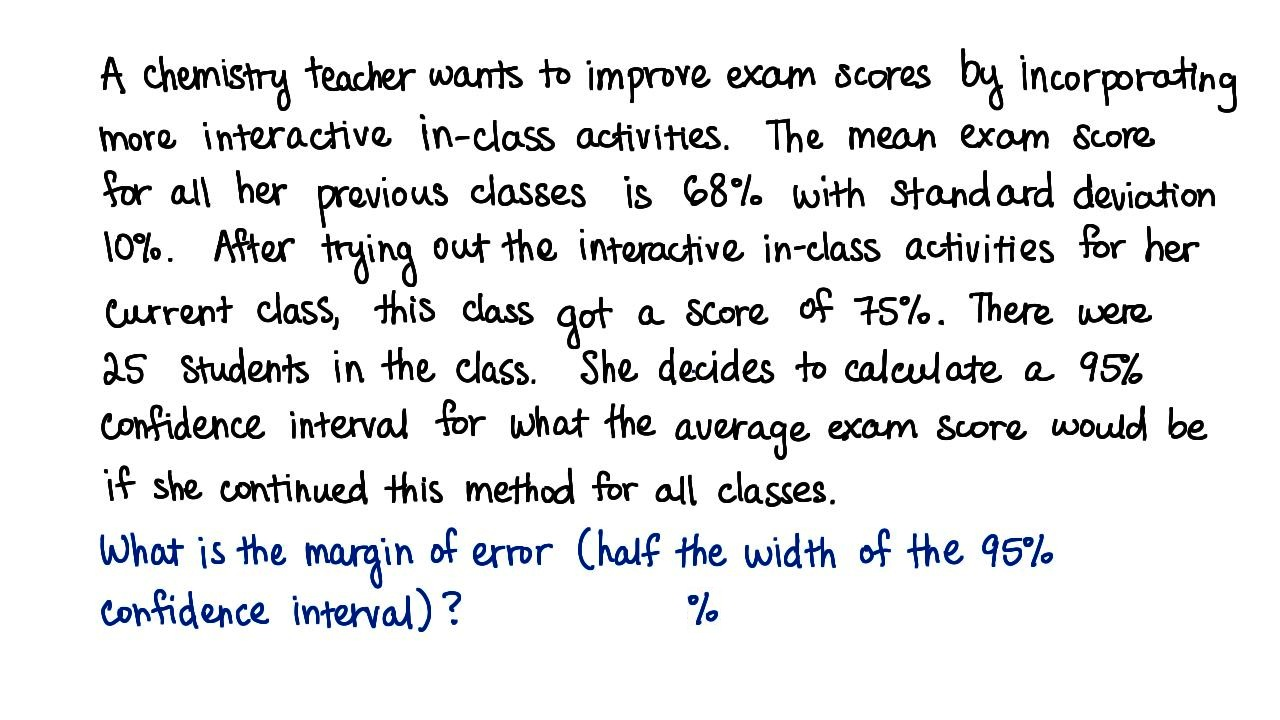 A chemistry teacher wants to improve exam scores by incorporating
more interactive in-class activities. The mean exam score
for all her previous classes is 68% with standard deviation
10%. After trying out the interactive in-class activities for her
current class, this class got a score of 75%. There were
25 students in the class. She decides to calculate a 95%
confidence interval for what the average exam score would be
if she continued this method for all classes.
What is the margin of error (half the width of the 95%
confidence interval)? %